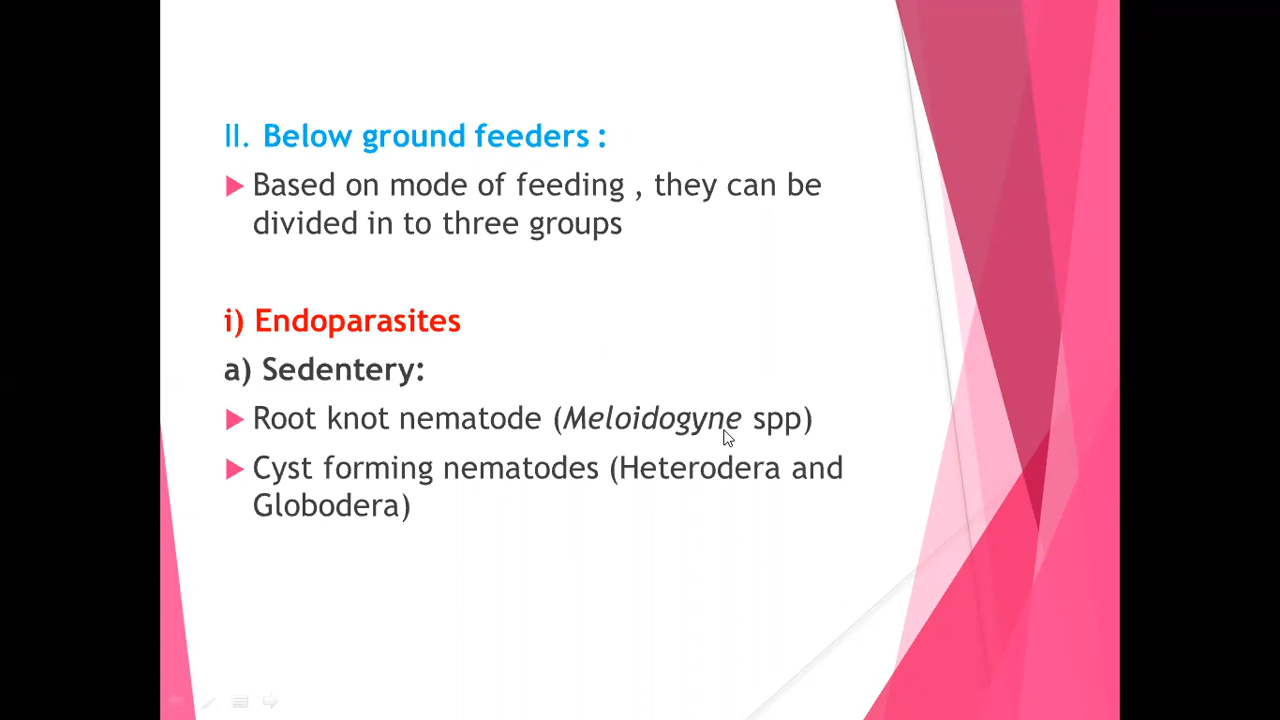 II. Below ground feeders :
Based on mode of feeding , they can be
divided in to three groups
i) Endoparasites
a) Sedentery:
Root knot nematode (Meloidogyne spp)
Cyst forming nematodes (Heterodera and
Globodera)